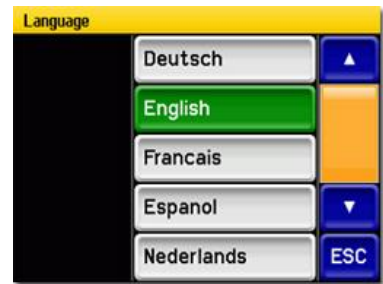 Language
Deutsch
English
Francais
Espanol
Nederlands
ESC